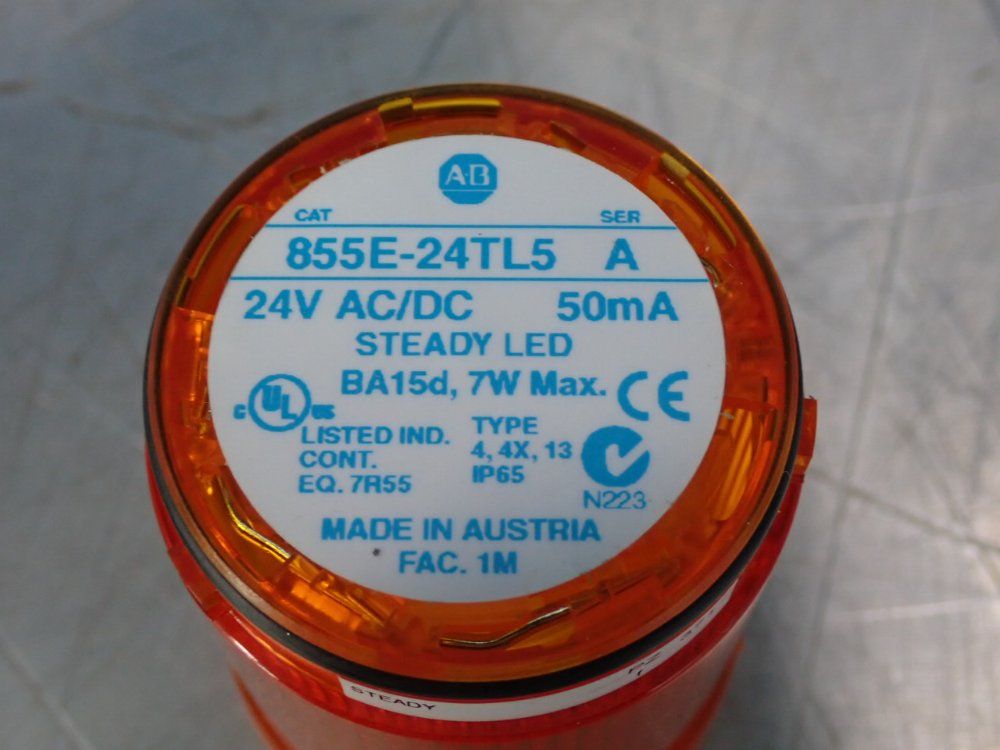 A·B
CAT SER
855E-24TL5 A
24V AC/DC 50mA
STEADY LED
BA15d, 7W Max. CE
C UL US
LISTED IND.
CONT.
EQ. 7R55
TYPE
4, 4X, 13
IP65
N223
MADE IN AUSTRIA
FAC. 1M
STEADY